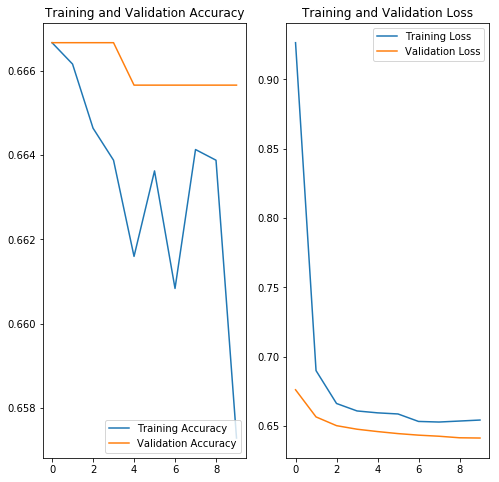 Training and Validation Accuracy
0.666
0.664
0.662
0.660
0.658
Training Accuracy
Validation Accuracy
0 2 4 6 8
Training and Validation Loss
Training Loss
Validation Loss
0.90
0.85
0.80
0.75
0.70
0.65
0 2 4 6 8